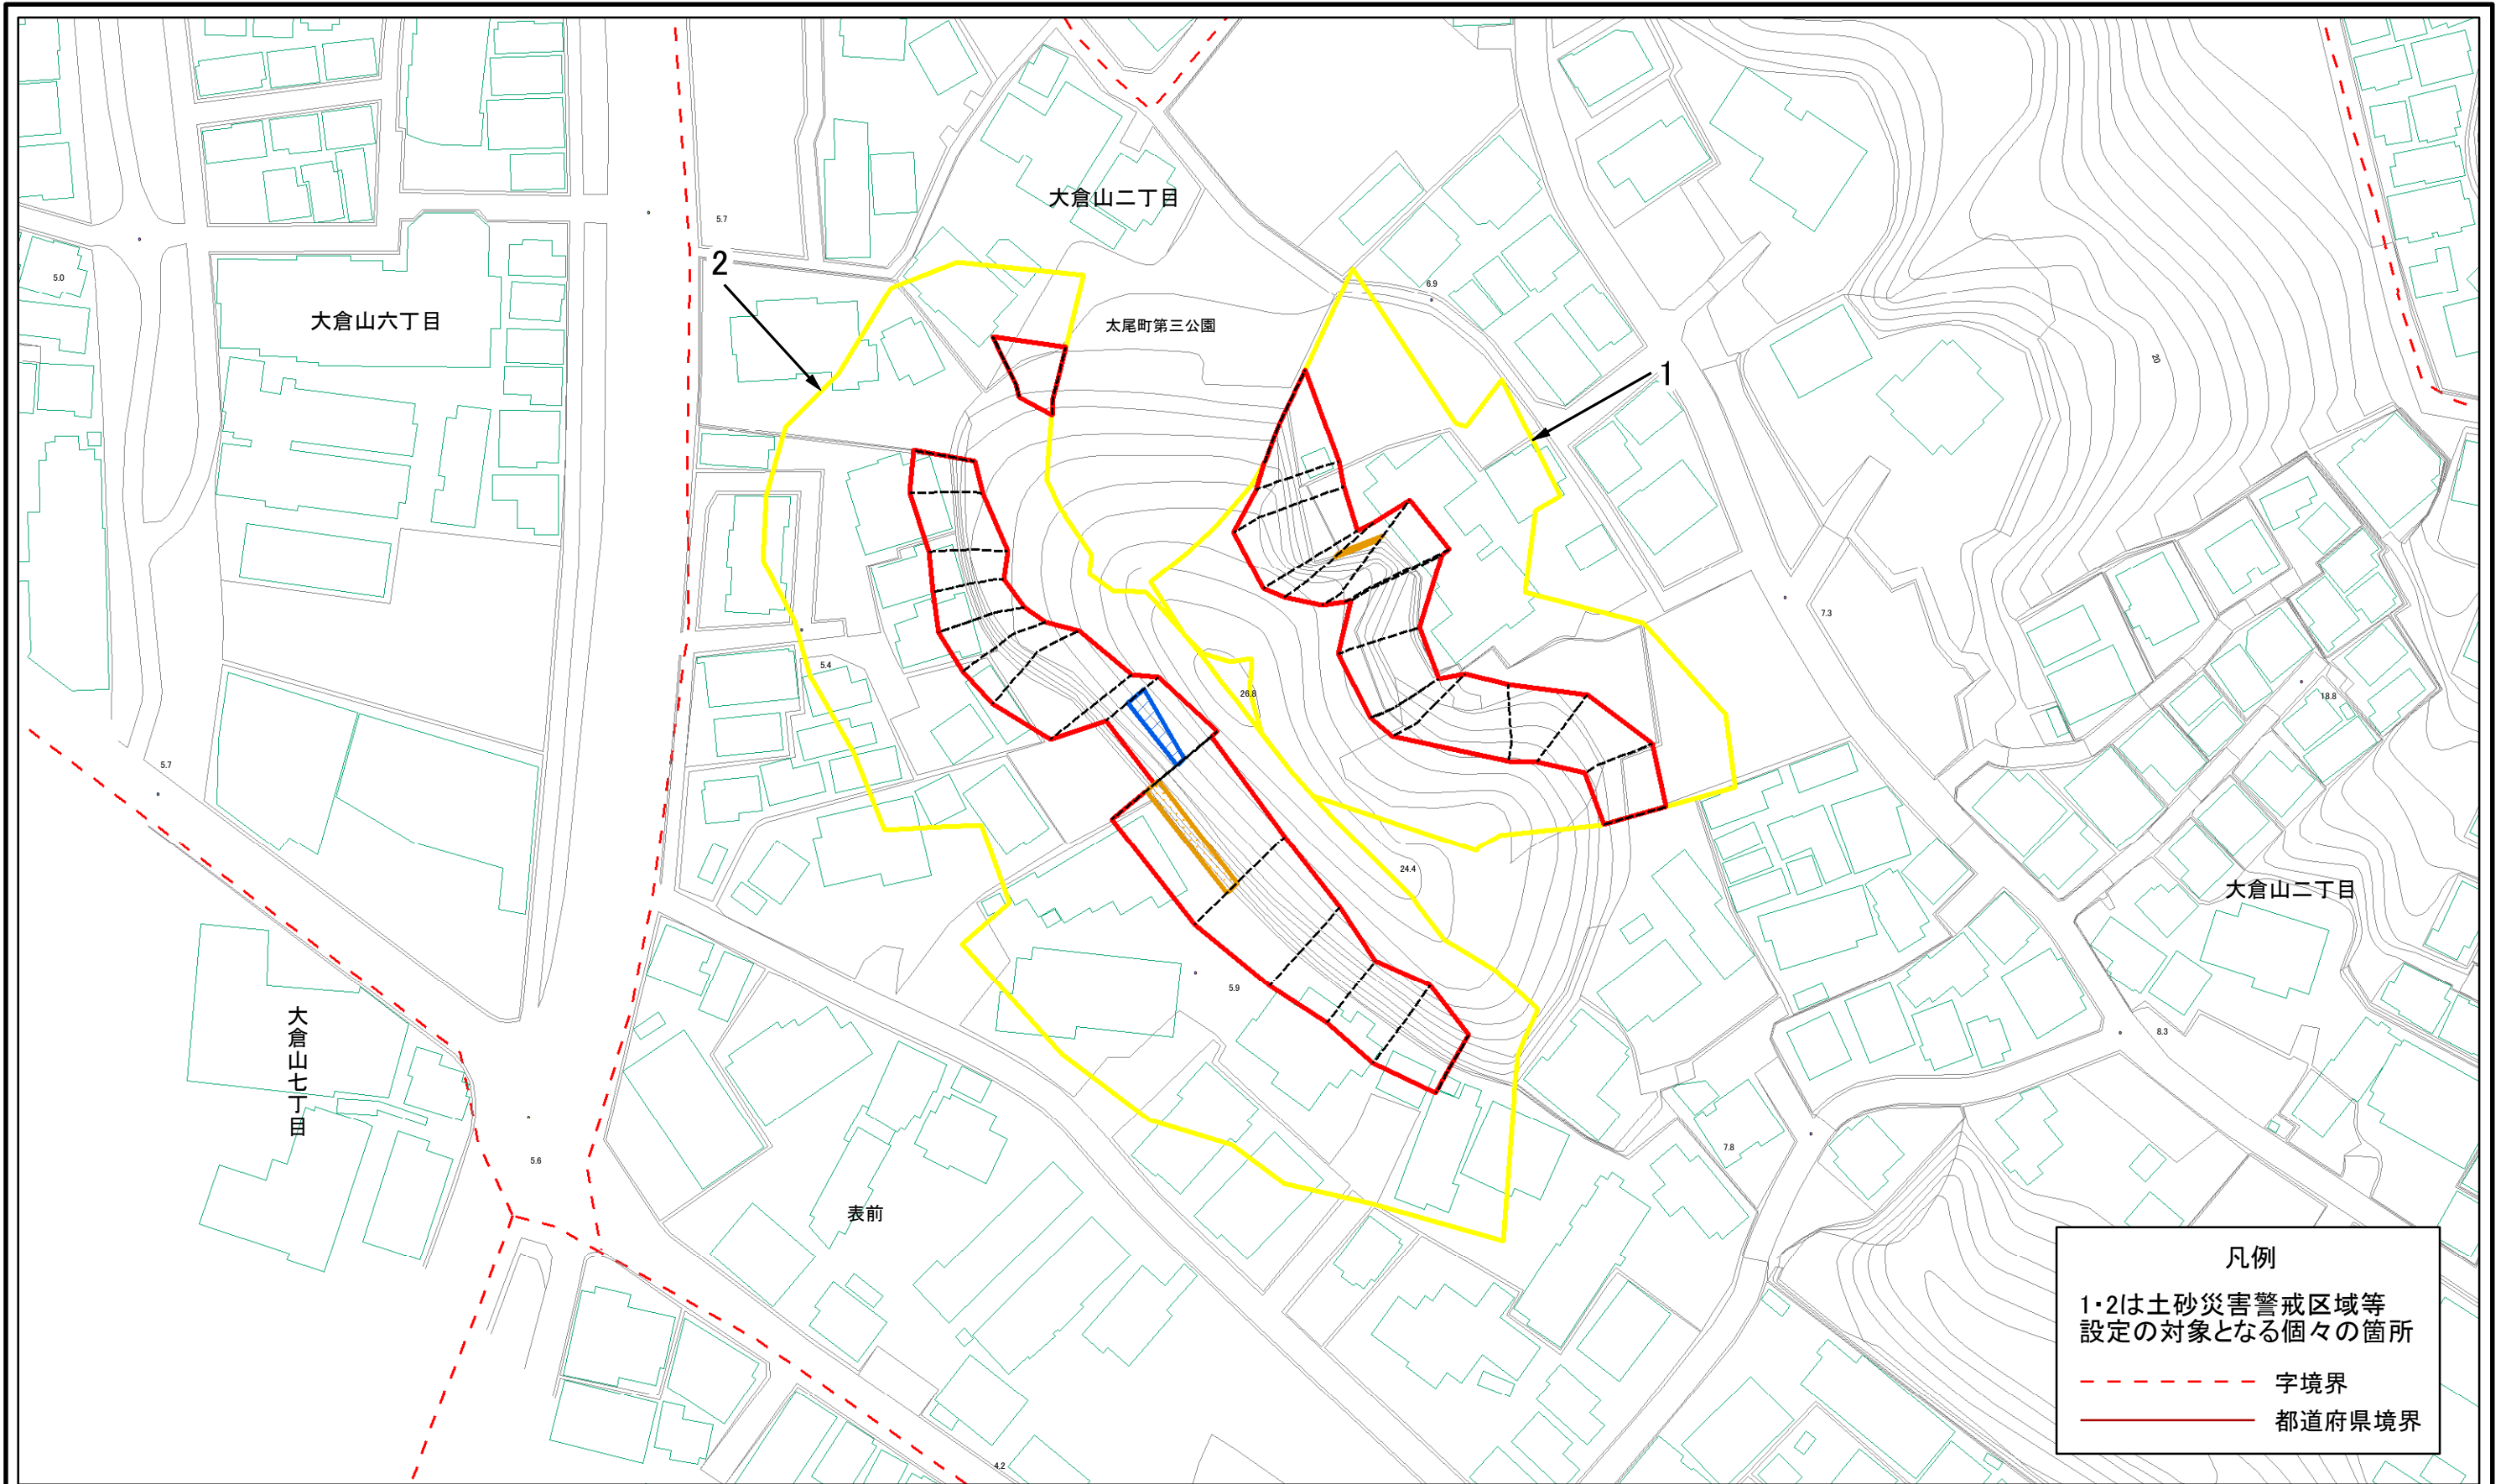 大倉山二丁目
5.7
2
5.0
6.9
大倉山六丁目
太尾町第三公園
20
1
7.3
5.4
26.8
18.8
5.7
24.4
大倉山二丁目
5.9
大倉山七丁目
8.3
7.8
5.6
表前
4.2
凡例
1・2は土砂災害警戒区域等
設定の対象となる個々の箇所
字境界
都道府県境界